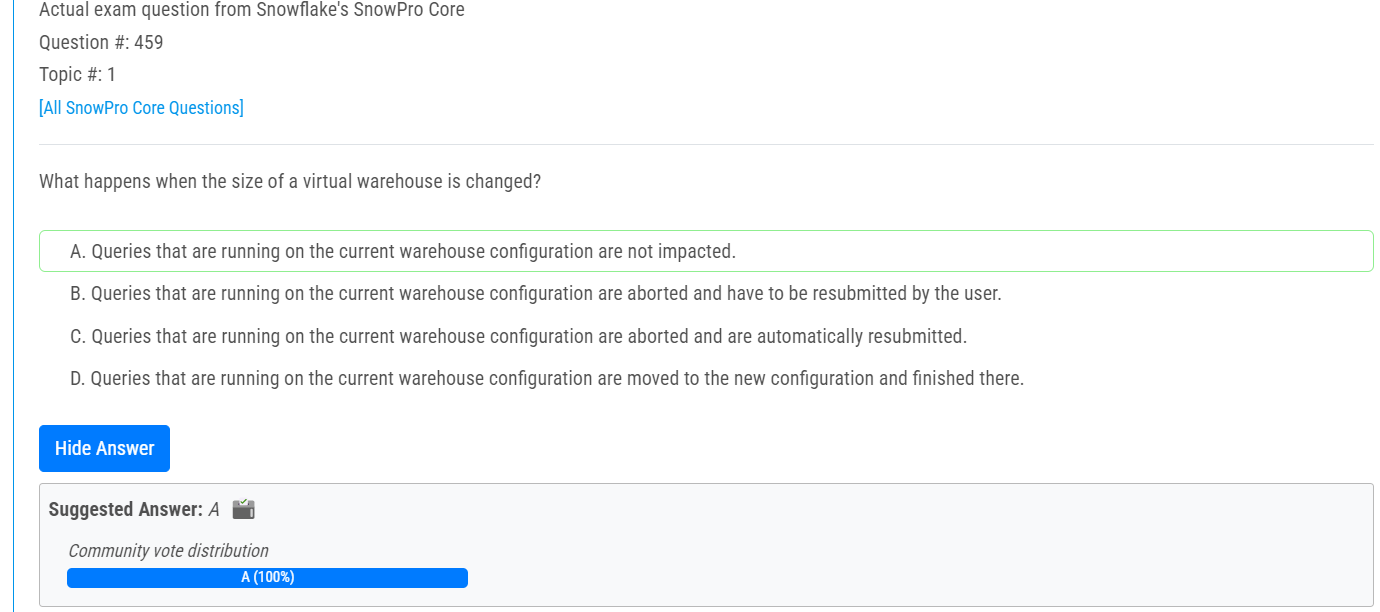 Actual exam question from Snowflake's SnowPro Core
Question #: 459
Topic #: 1
[All SnowPro Core Questions]
What happens when the size of a virtual warehouse is changed?
A. Queries that are running on the current warehouse configuration are not impacted.
B. Queries that are running on the current warehouse configuration are aborted and have to be resubmitted by the user.
C. Queries that are running on the current warehouse configuration are aborted and are automatically resubmitted.
D. Queries that are running on the current warehouse configuration are moved to the new configuration and finished there.
Hide Answer
Suggested Answer: A
Community vote distribution
A (100%)